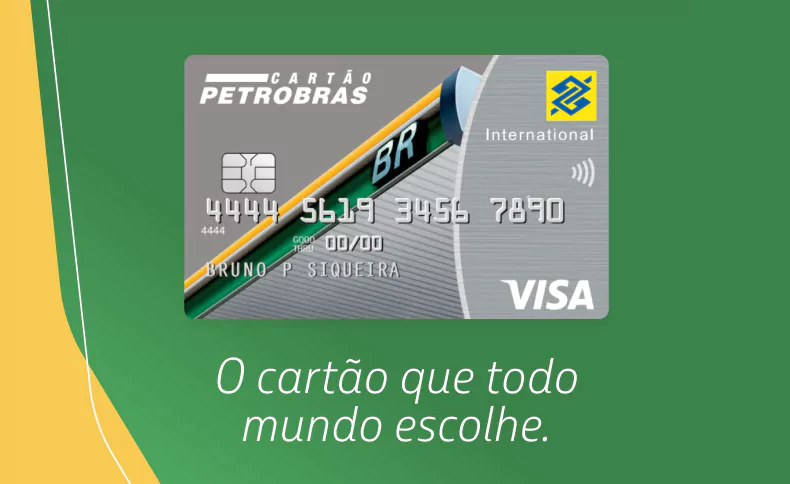 CARTÃO
PETROBRAS
International
BR
4444 5619 3456 7890
4444
GOOD
THRU
00/00
BRUNO P SIQUEIRA
VISA
O cartão que todo
mundo escolhe.